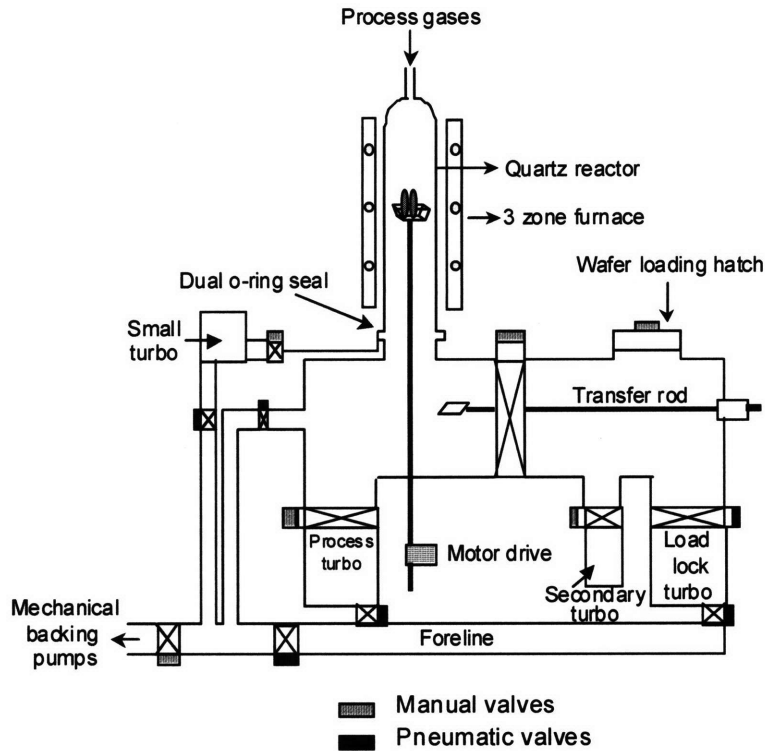 Process gases
Quartz reactor
3 zone furnace
Wafer loading hatch
Dual o-ring seal
Small
turbo
Transfer rod
Process
turbo
Motor drive
Secondary
turbo
Load
lock
turbo
Mechanical
backing
pumps
Foreline
Manual valves
Pneumatic valves